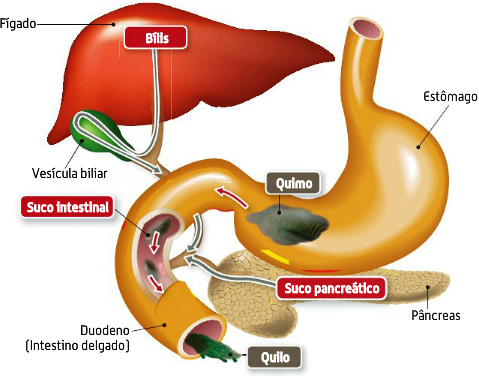 Fígado
Bílis
Estômago
Vesícula biliar
Quimo
Suco intestinal
Suco pancreático
Pâncreas
Duodeno
(Intestino delgado)
Quilo